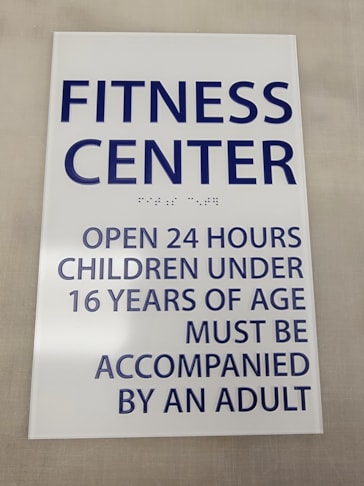 FITNESS
CENTER
OPEN 24 HOURS
CHILDREN UNDER
16 YEARS OF AGE
MUST BE
ACCOMPANIED
BY AN ADULT